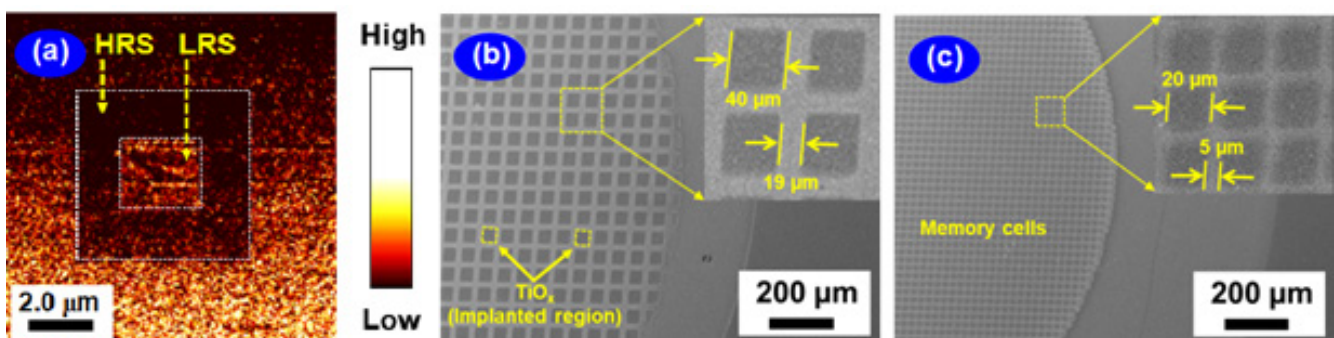 (a)
HRS
LRS
2.0 μm
High
Low
(b)
40 μm
19 μm
TiOₓ
(Implanted region)
200 μm
(c)
20 μm
5 μm
Memory cells
200 μm